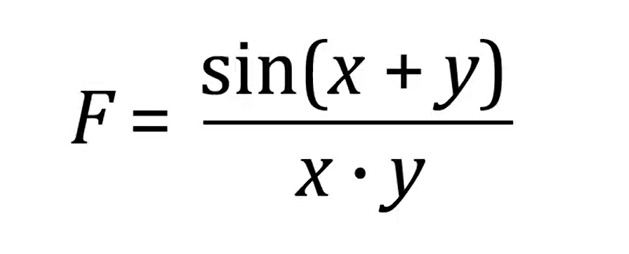 F = sin(x + y) / x · y